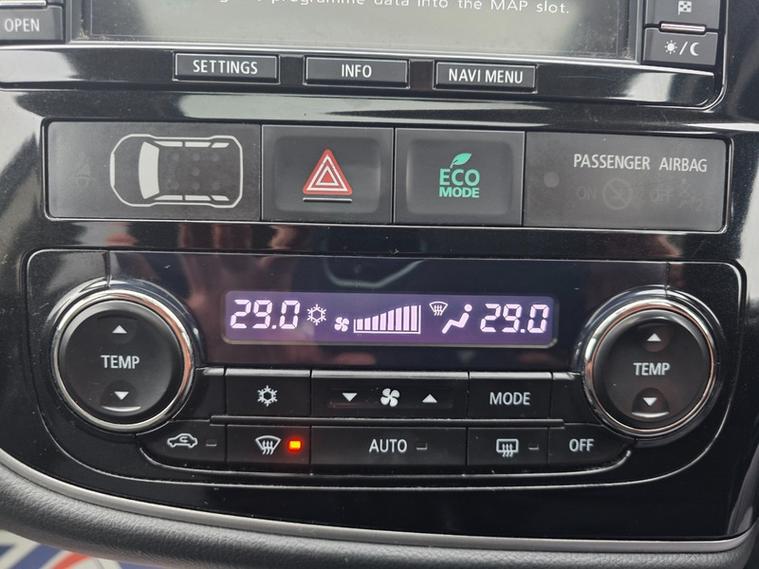 programme data into the MAP slot.
OPEN
SETTINGS
INFO
NAVI MENU
ECO
MODE
PASSENGER AIRBAG
ON OFF
29.0
29.0
TEMP
MODE
TEMP
AUTO
OFF